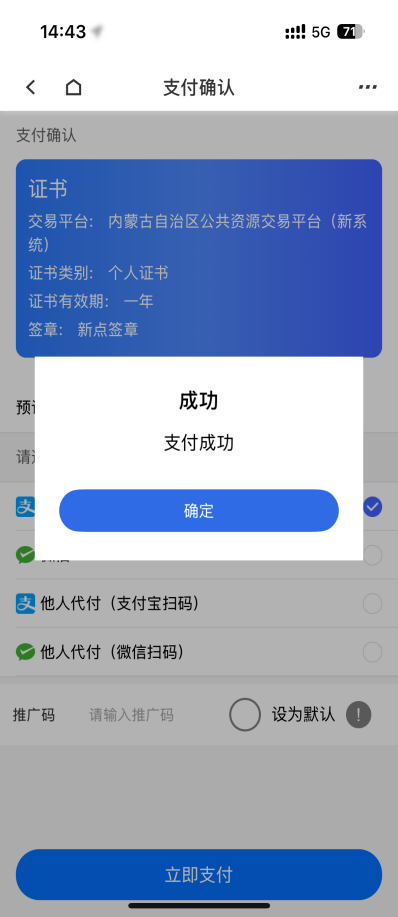 14:43
5G
71
支付确认
支付确认
证书
交易平台： 内蒙古自治区公共资源交易平台（新系
统）
证书类别： 个人证书
证书有效期： 一年
签章： 新点签章
成功
支付成功
确定
他人代付（支付宝扫码）
他人代付（微信扫码）
推广码 请输入推广码 设为默认
立即支付